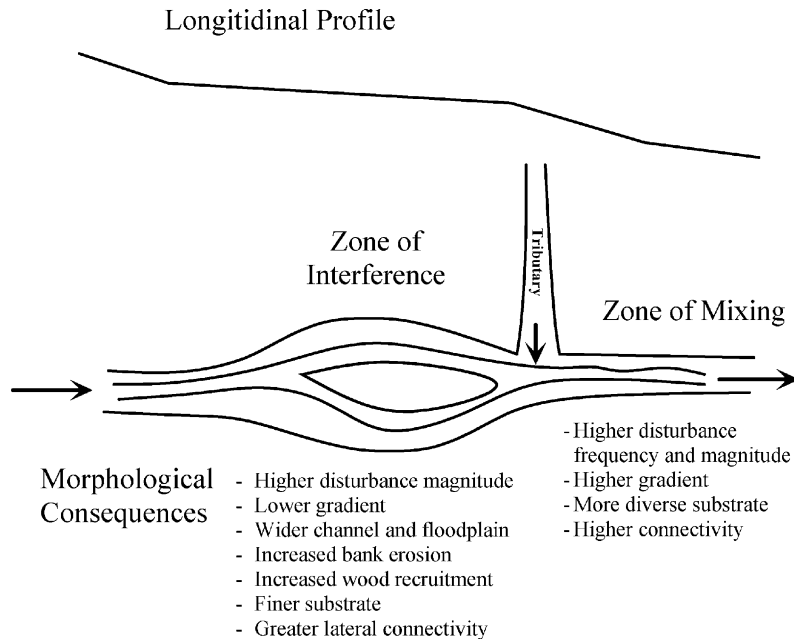 Longitidinal Profile
Tributary
Zone of
Interference
Zone of Mixing
Morphological
Consequences
- Higher disturbance magnitude
- Lower gradient
- Wider channel and floodplain
- Increased bank erosion
- Increased wood recruitment
- Finer substrate
- Greater lateral connectivity
- Higher disturbance
frequency and magnitude
- Higher gradient
- More diverse substrate
- Higher connectivity